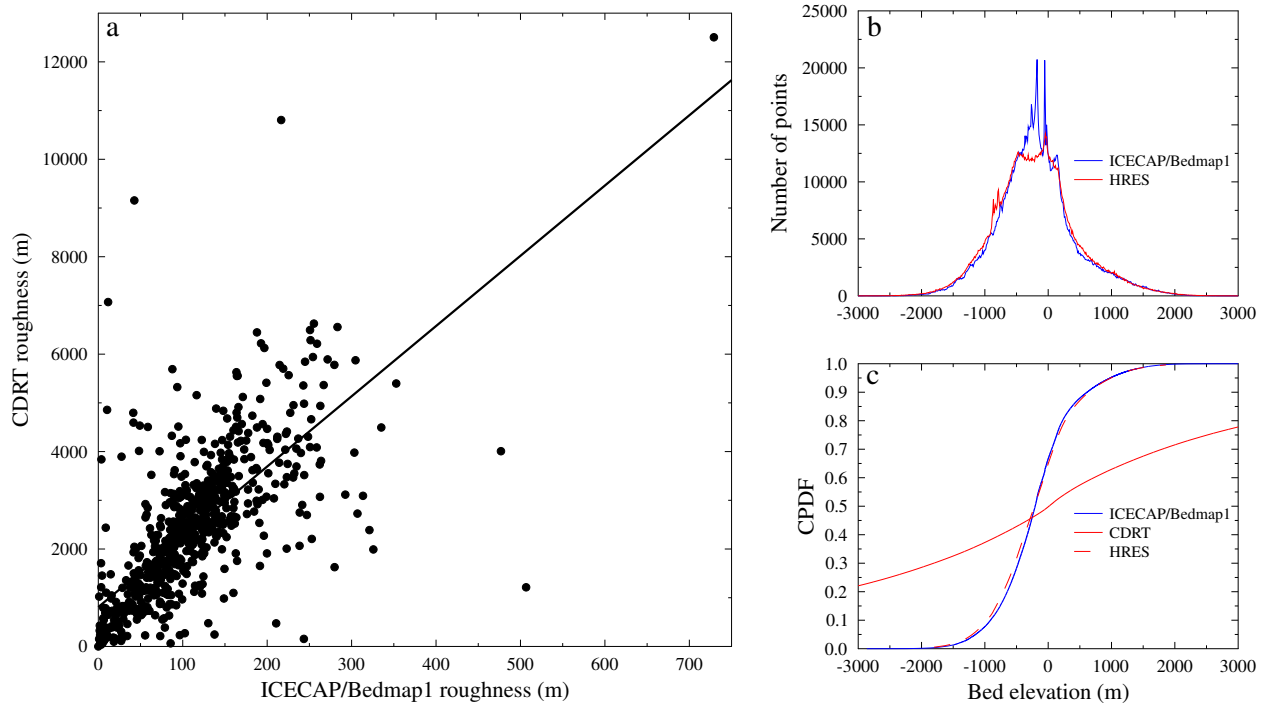 a
12000
10000
8000
6000
4000
2000
0
CDRT roughness (m)
0 100 200 300 400 500 600 700
ICECAP/Bedmap1 roughness (m)
b
25000
20000
15000
10000
5000
0
Number of points
ICECAP/Bedmap1
HRES
-3000 -2000 -1000 0 1000 2000 3000
c
1.0
0.9
0.8
0.7
0.6
0.5
0.4
0.3
0.2
0.1
0.0
CPDF
ICECAP/Bedmap1
CDRT
HRES
-3000 -2000 -1000 0 1000 2000 3000
Bed elevation (m)